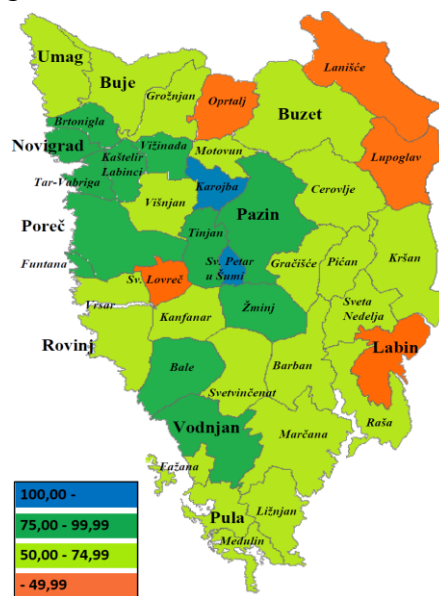 Umag
Buje
Grožnjan
Oprtalj
Lanišće
Buzet
Brtonigla
Novigrad
Kaštelir
Labinci
Vižinada
Motovun
Lupoglav
Tar-Vabriga
Karojba
Cerovlje
Višnjan
Pazin
Poreč
Tinjan
Funtana
Sv. Lovreč
Sv. Petar
u Šumi
Gračišće
Pićan
Kršan
Vrsar
Kanfanar
Žminj
Sveta
Nedelja
Rovinj
Labin
Bale
Barban
Svetvinčenat
Raša
Vodnjan
Marčana
Fažana
Pula
Ližnjan
Medulin
100,00 -
75,00 - 99,99
50,00 - 74,99
- 49,99